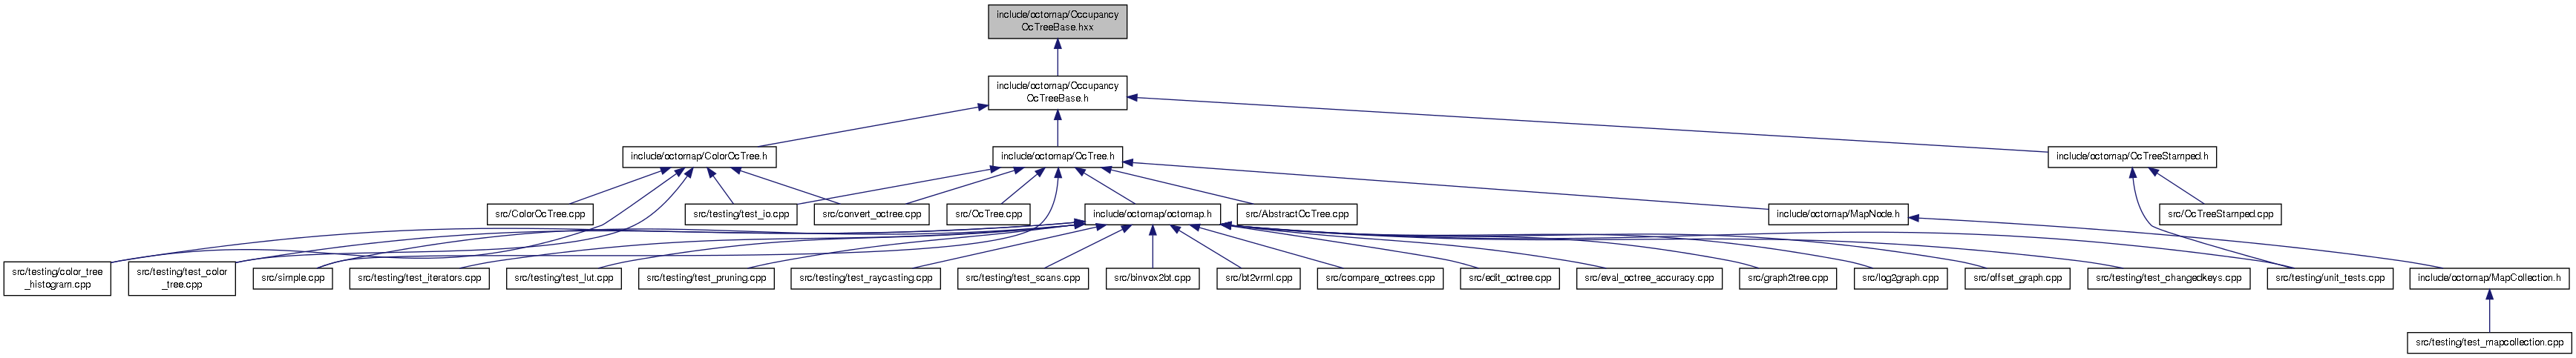 include/octomap/Occupancy
OcTreeBase.hxx
include/octomap/Occupancy
OcTreeBase.h
include/octomap/ColorOcTree.h
include/octomap/OcTree.h
include/octomap/OcTreeStamped.h
src/ColorOcTree.cpp
src/testing/test_io.cpp
src/convert_octree.cpp
src/OcTree.cpp
include/octomap/octomap.h
src/AbstractOcTree.cpp
include/octomap/MapNode.h
src/OcTreeStamped.cpp
src/testing/color_tree
_histogram.cpp
src/testing/test_color
_tree.cpp
src/simple.cpp
src/testing/test_iterators.cpp
src/testing/test_lut.cpp
src/testing/test_pruning.cpp
src/testing/test_raycasting.cpp
src/testing/test_scans.cpp
src/binvox2bt.cpp
src/bt2vrml.cpp
src/compare_octrees.cpp
src/edit_octree.cpp
src/eval_octree_accuracy.cpp
src/graph2tree.cpp
src/log2graph.cpp
src/offset_graph.cpp
src/testing/test_changedkeys.cpp
src/testing/unit_tests.cpp
include/octomap/MapCollection.h
src/testing/test_mapcollection.cpp